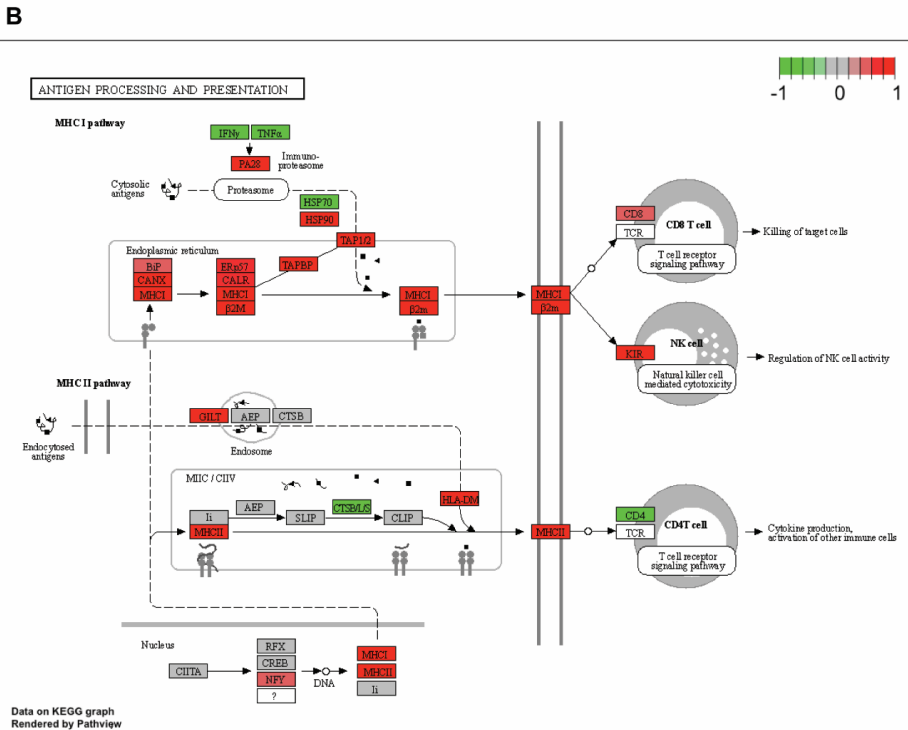 B
-1 0 1
ANTIGEN PROCESSING AND PRESENTATION
MHC I pathway
IFNγ TNFα
PA28
Immuno-
proteasome
Cytosolic
antigens
Proteasome
HSP70
HSP90
TAP1/2
Endoplasmic reticulum
BiP
CANX
MHCI
ERp57
CALR
MHCI
β2M
TAPBP
MHCI
β2m
MHCI
β2m
CD8
TCR
CD8 T cell
T cell receptor
signaling pathway
Killing of target cells
KIR
NK cell
Natural killer cell
mediated cytotoxicity
Regulation of NK cell activity
MHC II pathway
Endocytosed
antigens
GILT AEP CTSB
Endosome
MIIC / CIIV
Ii
MHCII
AEP
SLIP
CTSB/L/S
CLIP
HLA-DM
MHCII
CD4
TCR
CD4T cell
T cell receptor
signaling pathway
Cytokine production,
activation of other immune cells
Nucleus
CIITA
RFX
CREB
NFY
?
DNA
MHCI
MHCII
Ii
Data on KEGG graph
Rendered by Pathview